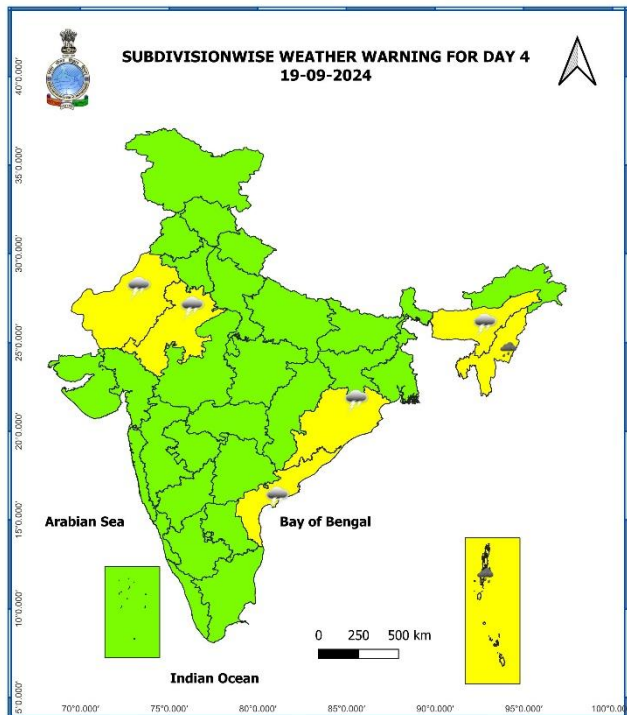 SUBDIVISIONWISE WEATHER WARNING FOR DAY 4
19-09-2024
40°0.000'
35°0.000'
30°0.000'
25°0.000'
20°0.000'
15°0.000'
10°0.000'
5°0.000'
Arabian Sea
Bay of Bengal
0 250 500 km
Indian Ocean
70°0.000' 75°0.000' 80°0.000' 85°0.000' 90°0.000' 95°0.000' 100°0.00